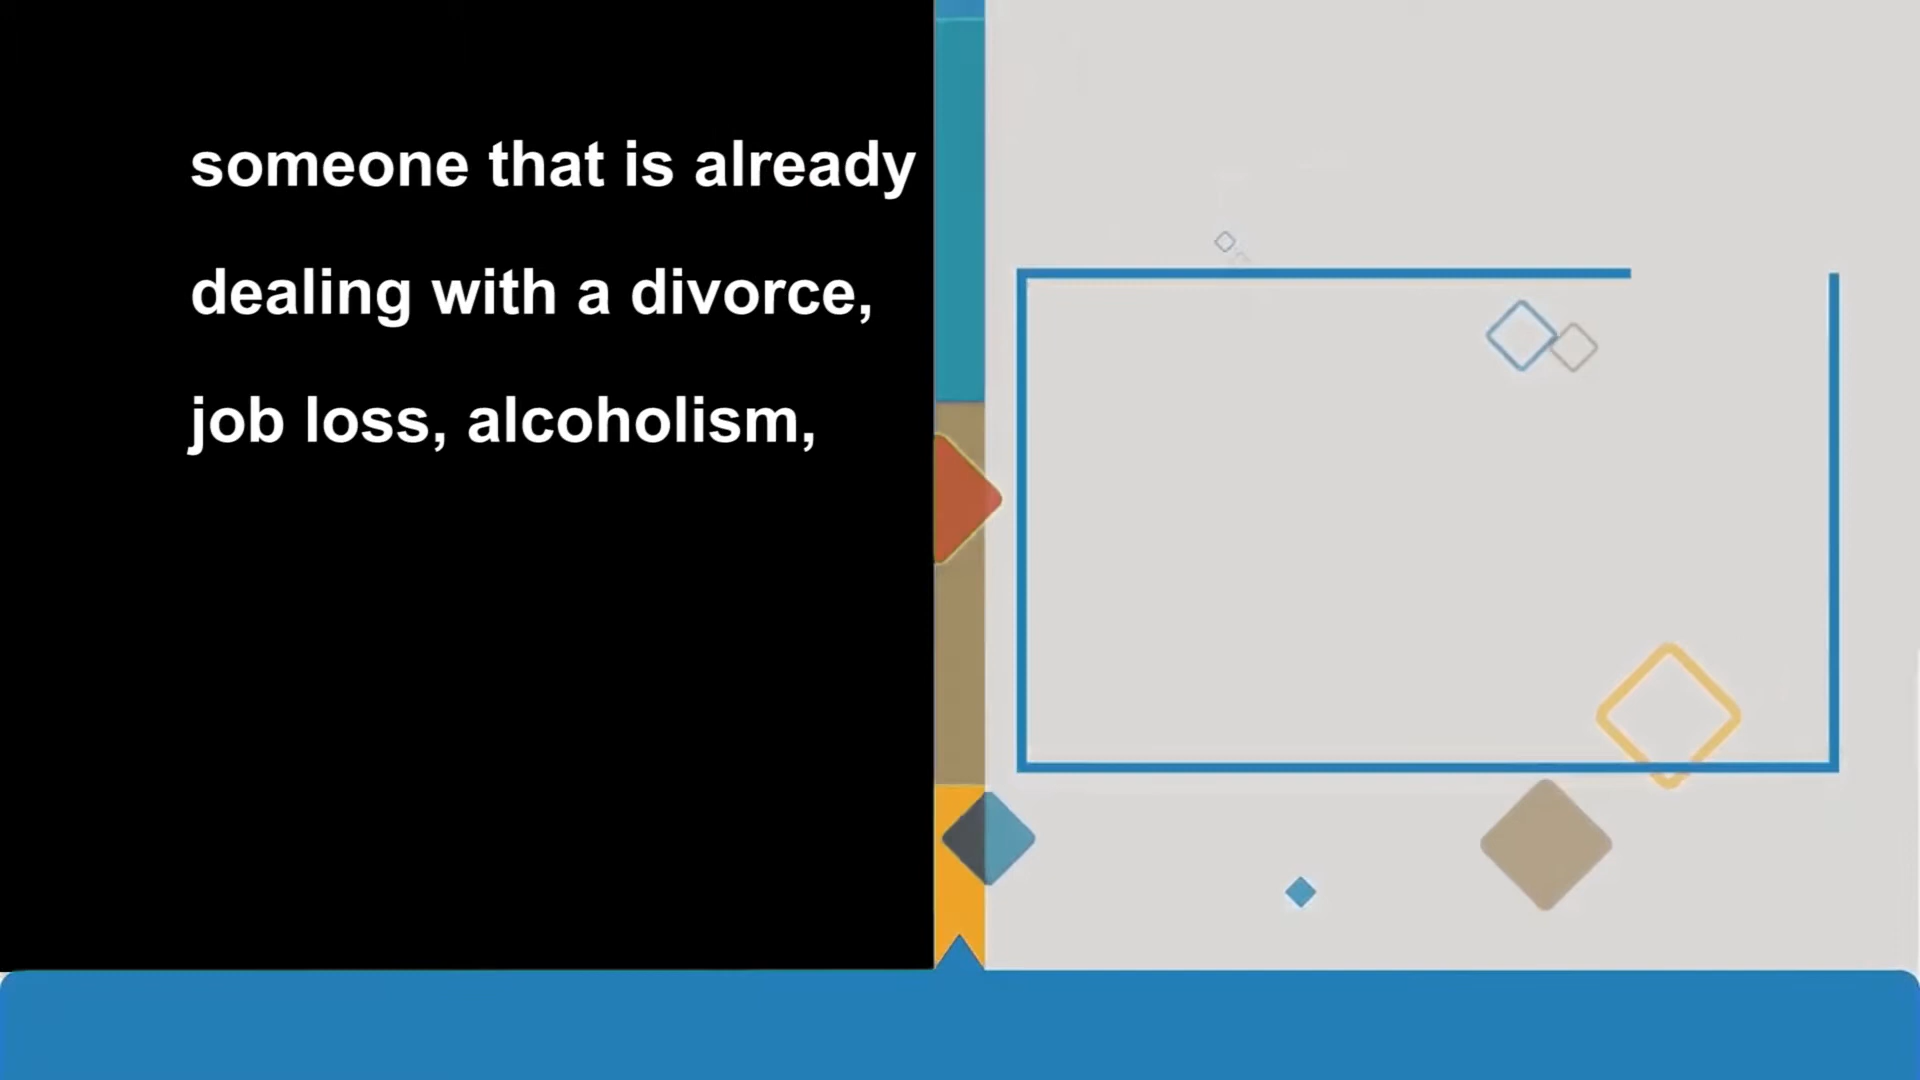 someone that is already
dealing with a divorce,
job loss, alcoholism,